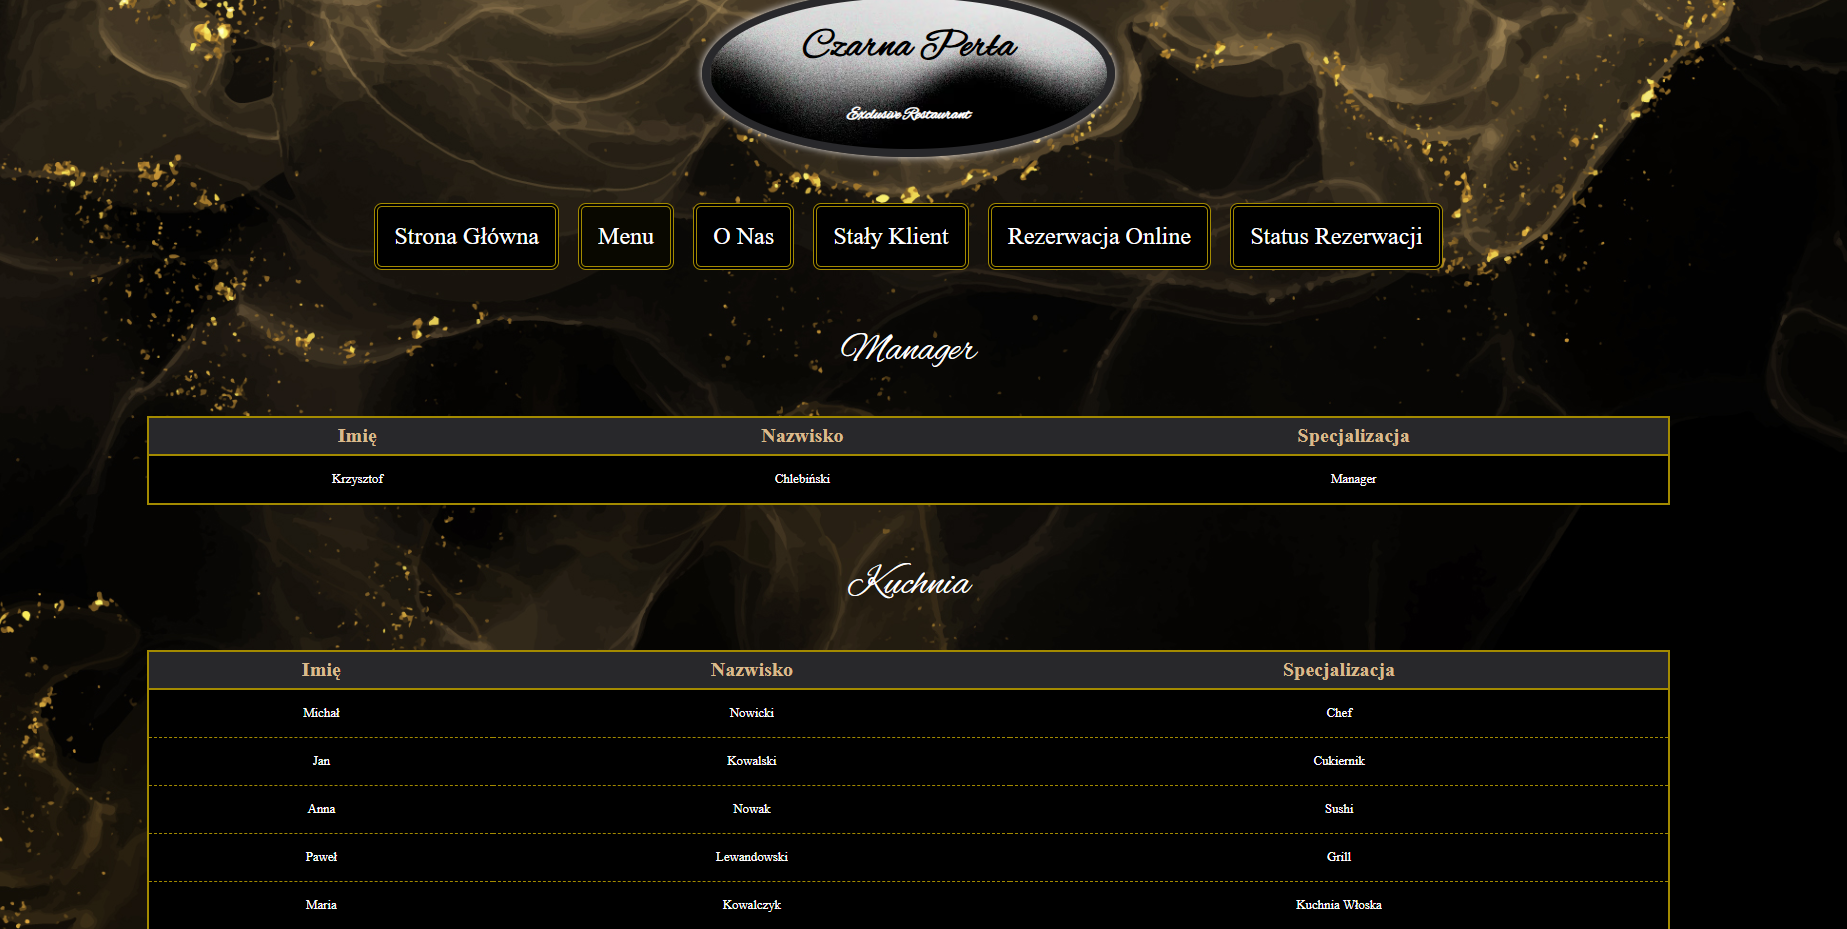 Czarna Perła
Exclusive Restaurant
Strona Główna Menu O Nas Stały Klient Rezerwacja Online Status Rezerwacji
Manager
Imię Nazwisko Specjalizacja
Krzysztof Chlebiński Manager
Kuchnia
Imię Nazwisko Specjalizacja
Michał Nowicki Chef
Jan Kowalski Cukiernik
Anna Nowak Sushi
Paweł Lewandowski Grill
Maria Kowalczyk Kuchnia Włoska